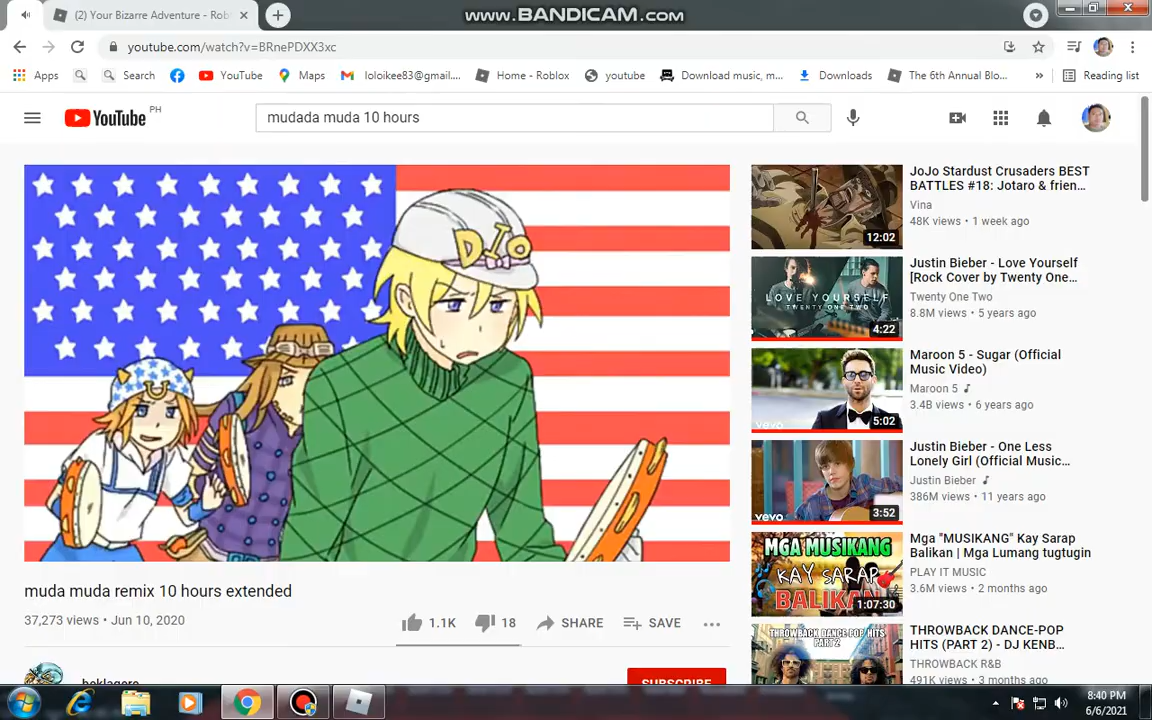 www.BANDICAM.com
(2) Your Bizarre Adventure - Rob
youtube.com/watch?v=BRnePDXX3xc
Apps
Search
YouTube
Maps
loloikee83@gmail....
Home - Roblox
youtube
Download music, m...
Downloads
The 6th Annual Blo...
»
Reading list
YouTube
PH
mudada muda 10 hours
DIO
muda muda remix 10 hours extended
37,273 views • Jun 10, 2020
1.1K
18
SHARE
SAVE
SUBSCRIBE
JoJo Stardust Crusaders BEST
BATTLES #18: Jotaro & frien...
Vina
48K views • 1 week ago
12:02
Justin Bieber - Love Yourself
[Rock Cover by Twenty One...
Twenty One Two
8.8M views • 5 years ago
LOVE YOURSELF
TWENTY ONE TWO
4:22
Maroon 5 - Sugar (Official
Music Video)
Maroon 5
3.4B views • 6 years ago
vevo
5:02
Justin Bieber - One Less
Lonely Girl (Official Music...
Justin Bieber
386M views • 11 years ago
vevo
3:52
Mga "MUSIKANG" Kay Sarap
Balikan | Mga Lumang tugtugin
PLAY IT MUSIC
3.6M views • 2 months ago
MGA MUSIKANG
KAY SARAP
BALIKAN
1:07:30
THROWBACK DANCE-POP
HITS (PART 2) - DJ KENB...
THROWBACK R&B
491K views • 3 months ago
THROWBACK DANCE-POP HITS
PART 2
8:40 PM
6/6/2021